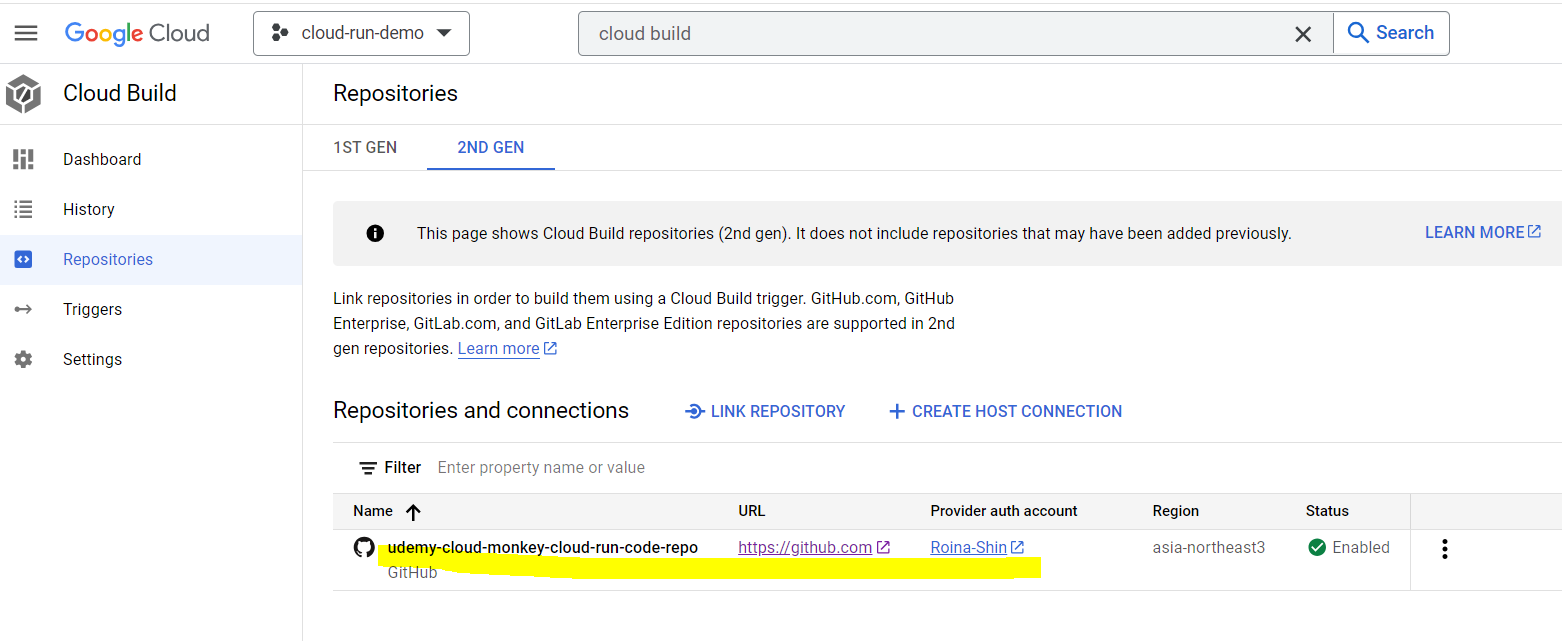 Google Cloud
cloud-run-demo
cloud build
Search
Cloud Build
Repositories
Dashboard
History
Repositories
Triggers
Settings
1ST GEN
2ND GEN
This page shows Cloud Build repositories (2nd gen). It does not include repositories that may have been added previously.
LEARN MORE
Link repositories in order to build them using a Cloud Build trigger. GitHub.com, GitHub
Enterprise, GitLab.com, and GitLab Enterprise Edition repositories are supported in 2nd
gen repositories. Learn more
Repositories and connections
LINK REPOSITORY
CREATE HOST CONNECTION
Filter Enter property name or value
Name URL Provider auth account Region Status
udemy-cloud-monkey-cloud-run-code-repo https://github.com Roina-Shin asia-northeast3 Enabled
GitHub